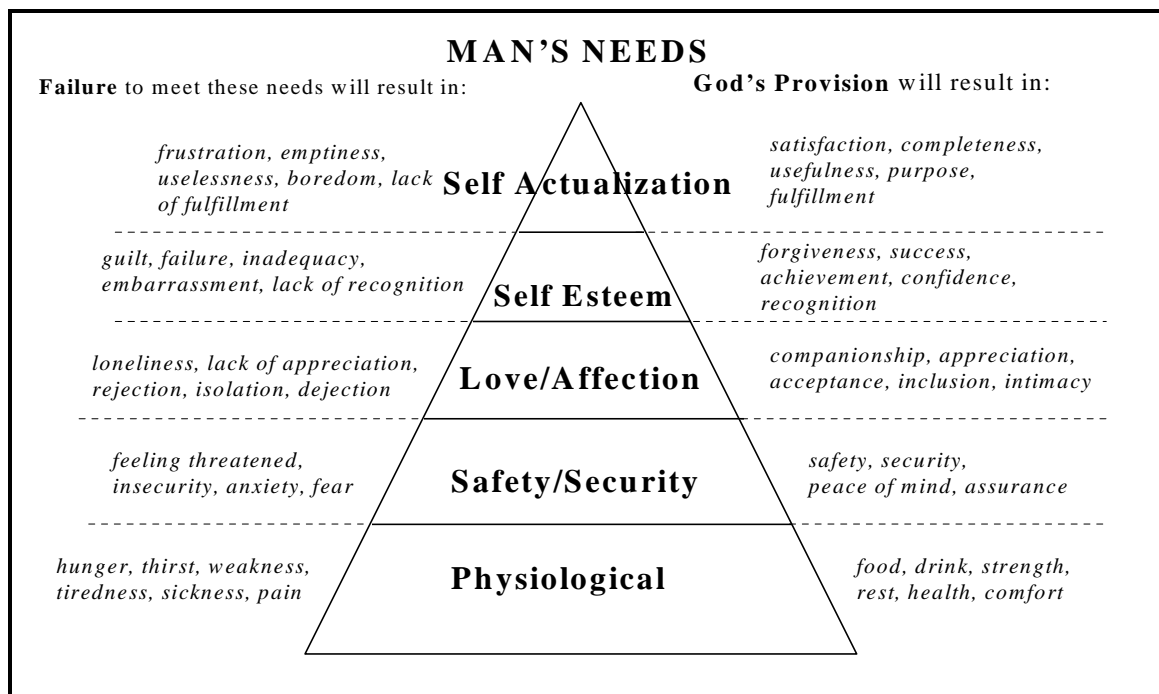 MAN'S NEEDS
Failure to meet these needs will result in:
God's Provision will result in:
frustration, emptiness,
uselessness, boredom, lack
of fulfillment
Self Actualization
satisfaction, completeness,
usefulness, purpose,
fulfillment
guilt, failure, inadequacy,
embarrassment, lack of recognition
Self Esteem
forgiveness, success,
achievement, confidence,
recognition
loneliness, lack of appreciation,
rejection, isolation, dejection
Love/Affection
companionship, appreciation,
acceptance, inclusion, intimacy
feeling threatened,
insecurity, anxiety, fear
Safety/Security
safety, security,
peace of mind, assurance
hunger, thirst, weakness,
tiredness, sickness, pain
Physiological
food, drink, strength,
rest, health, comfort